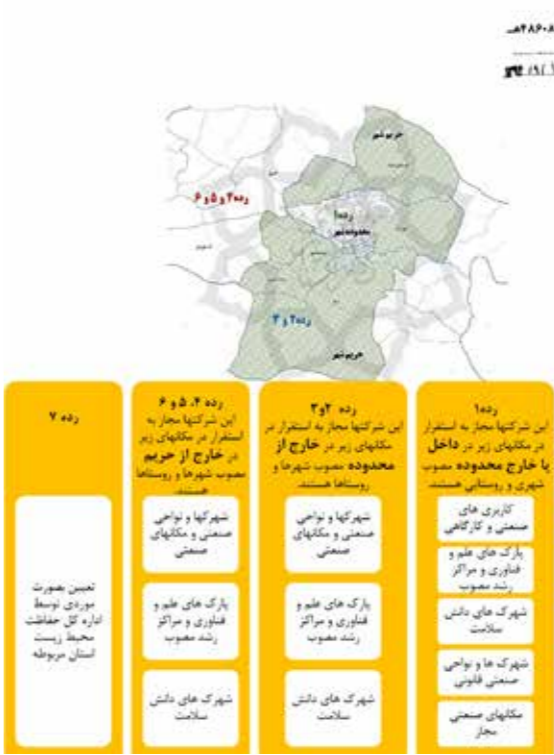 ۴۸۶۰۸هـ
حریم شهر
رده ۴ و ۵ و ۶
رده۱
محدوده شهر
رده۲ و ۳
حریم شهر
رده۱
این شرکتها مجاز به استقرار
در مکانهای زیر در داخل
یا خارج محدوده مصوب
شهری و روستایی هستند.
کاربری های
صنعتی و کارگاهی
پارک های علم و
فناوری و مراکز
رشد مصوب
شهرک های دانش
سلامت
شهرک ها و نواحی
صنعتی قانونی
مکانهای صنعتی
مجاز
رده ۲و۳
این شرکتها مجاز به استقرار در
مکانهای زیر در خارج از
محدوده مصوب شهرها و
روستاها هستند.
شهرکها و نواحی
صنعتی و مکانهای
صنعتی
پارک های علم و
فناوری و مراکز
رشد مصوب
شهرک های دانش
سلامت
رده ۴، ۵ و ۶
این شرکتها مجاز به
استقرار در مکانهای زیر
در خارج از حریم
مصوب شهرها و روستاها
هستند.
شهرکها و نواحی
صنعتی و مکانهای
صنعتی
پارک های علم و
فناوری و مراکز
رشد مصوب
شهرک های دانش
سلامت
رده ۷
تعیین بصورت
موردی توسط
اداره کل حفاظت
محیط زیست
استان مربوطه